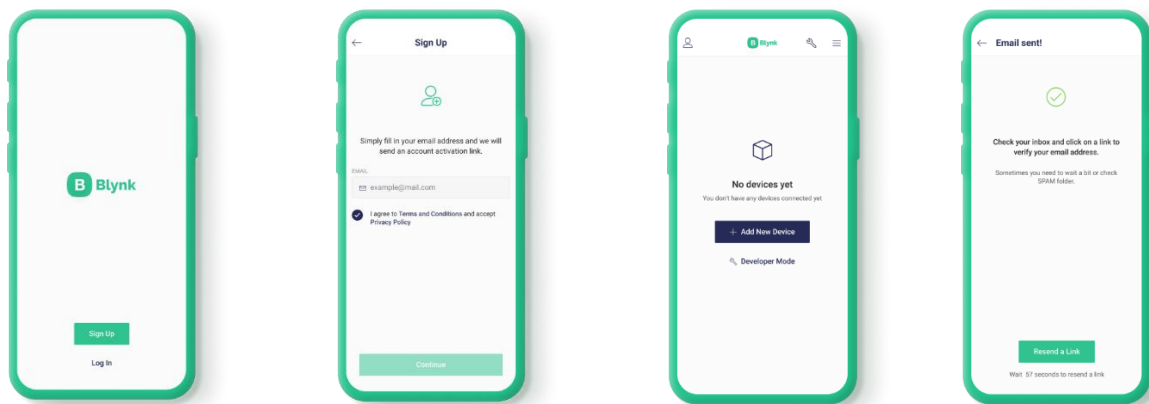 B Blynk
Sign Up
Log In
Sign Up
Simply fill in your email address and we will
send an account activation link.
EMAIL
example@mail.com
I agree to Terms and Conditions and accept
Privacy Policy
Continue
B Blynk
No devices yet
You don't have any devices connected yet
+ Add New Device
Developer Mode
Email sent!
Check your inbox and click on a link to
verify your email address.
Sometimes you need to wait a bit or check
SPAM folder.
Resend a Link
Wait 57 seconds to resend a link